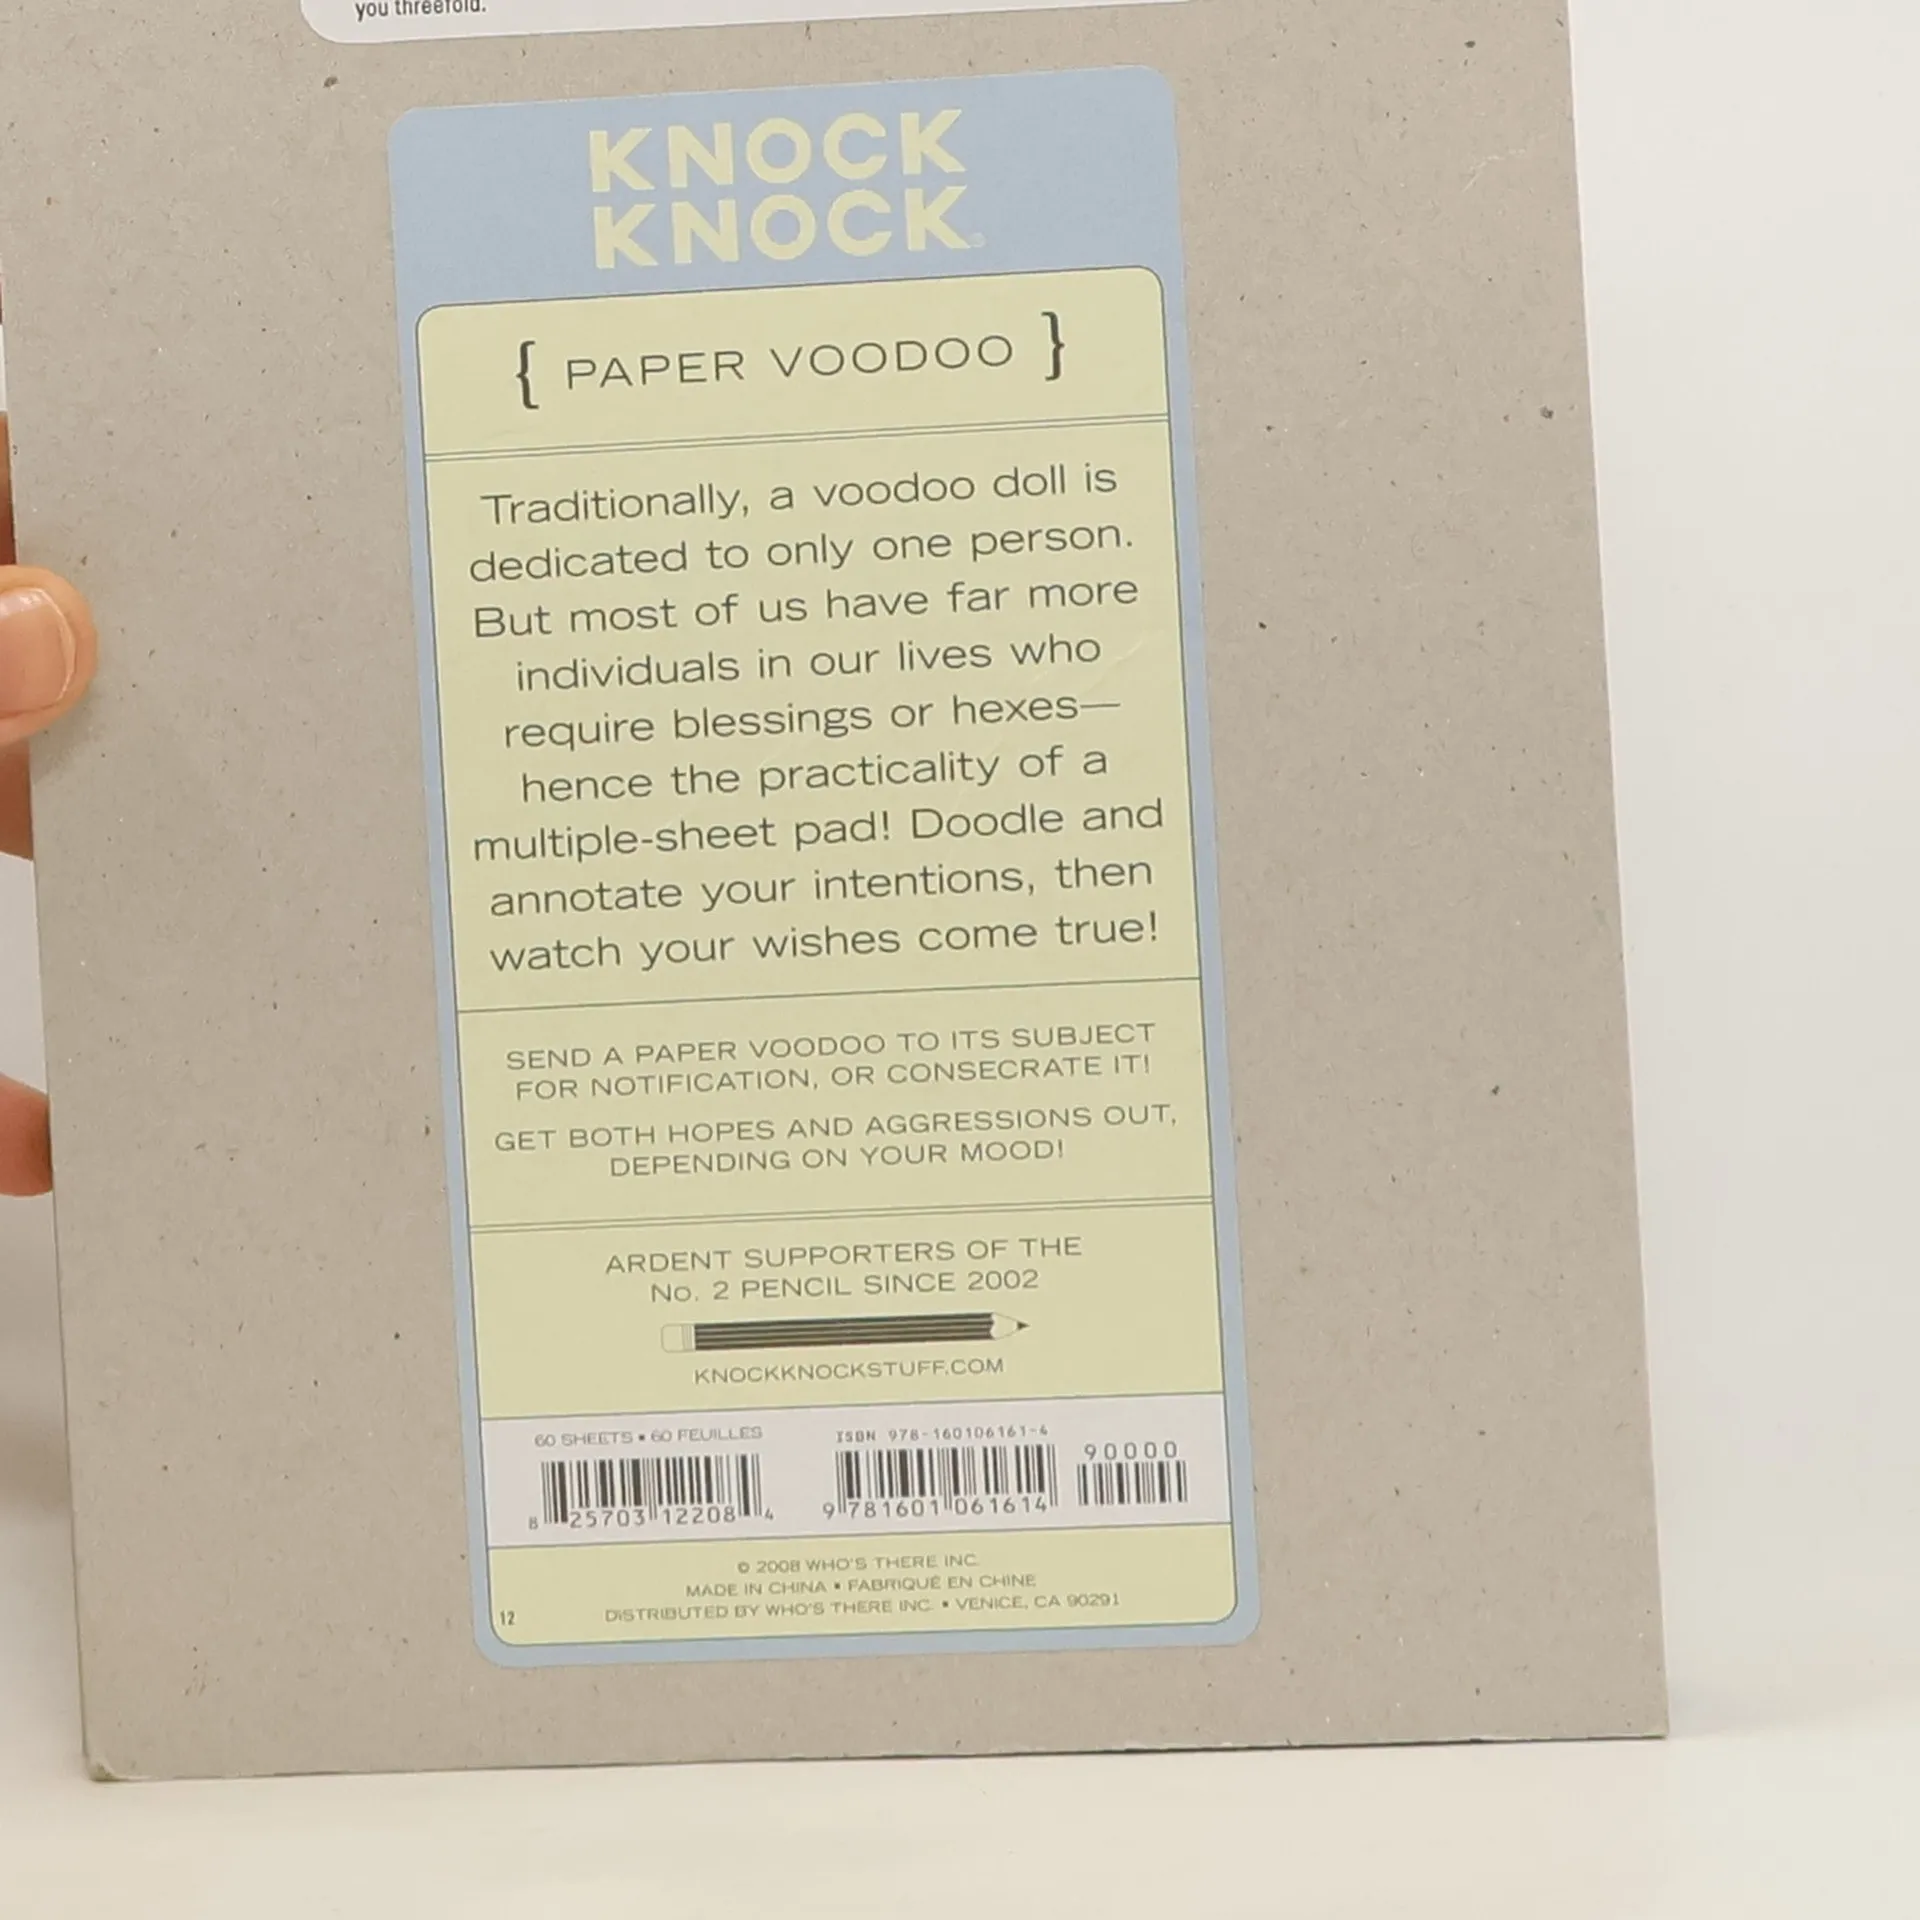 you threefold.
KNOCK
KNOCK®
{ PAPER VOODOO }
Traditionally, a voodoo doll is
dedicated to only one person.
But most of us have far more
individuals in our lives who
require blessings or hexes—
hence the practicality of a
multiple-sheet pad! Doodle and
annotate your intentions, then
watch your wishes come true!
SEND A PAPER VOODOO TO ITS SUBJECT
FOR NOTIFICATION, OR CONSECRATE IT!
GET BOTH HOPES AND AGGRESSIONS OUT,
DEPENDING ON YOUR MOOD!
ARDENT SUPPORTERS OF THE
No. 2 PENCIL SINCE 2002
KNOCKKNOCKSTUFF.COM
60 SHEETS ▪ 60 FEUILLES
ISBN 978-160106161-4
90000
8 25703 12208 4
9 781601 061614
© 2008 WHO'S THERE INC.
MADE IN CHINA ▪ FABRIQUÉ EN CHINE
DISTRIBUTED BY WHO'S THERE INC. ▪ VENICE, CA 90291
12